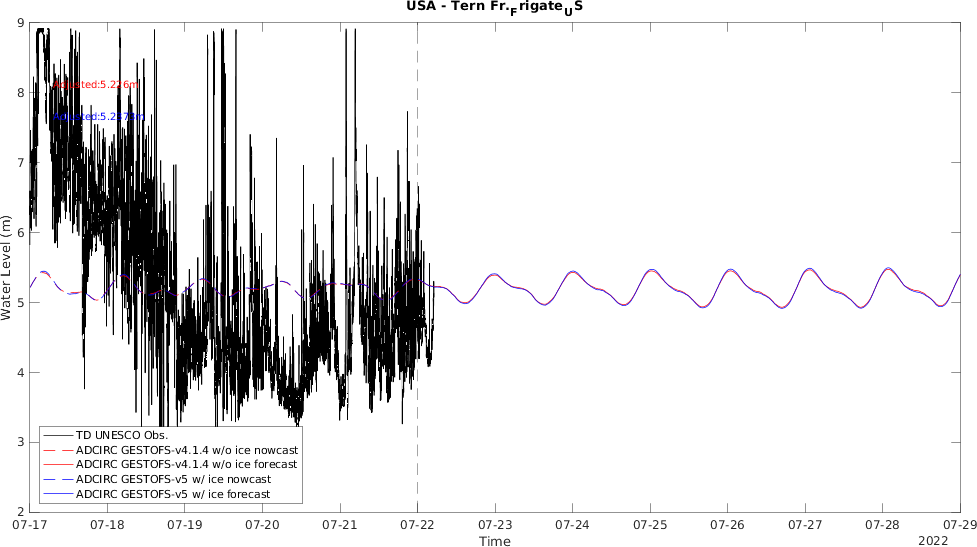 USA - Tern Fr.FrigateUS
9
8
7
6
5
4
3
2
Water Level (m)
TD UNESCO Obs.
ADCIRC GESTOFS-v4.1.4 w/o ice nowcast
ADCIRC GESTOFS-v4.1.4 w/o ice forecast
ADCIRC GESTOFS-v5 w/ ice nowcast
ADCIRC GESTOFS-v5 w/ ice forecast
07-17 07-18 07-19 07-20 07-21 07-22 07-23 07-24 07-25 07-26 07-27 07-28 07-29
Time
2022